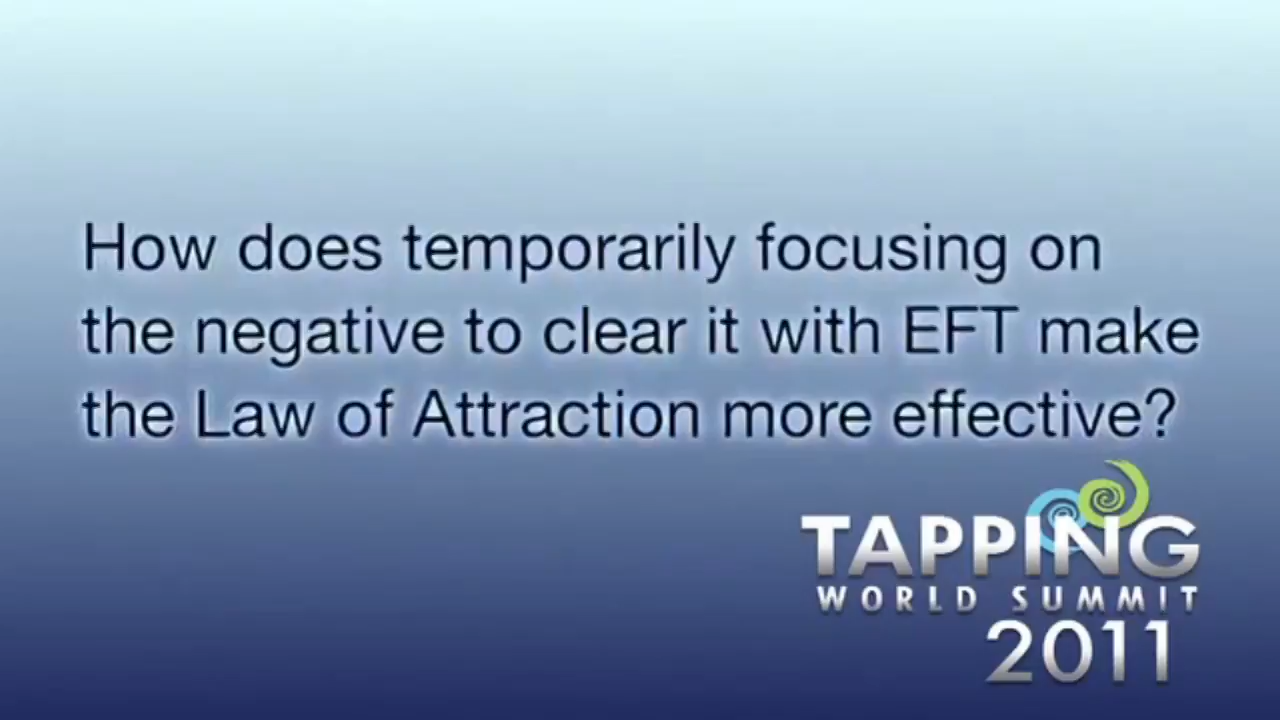 How does temporarily focusing on
the negative to clear it with EFT make
the Law of Attraction more effective?
TAPPING
WORLD SUMMIT
2011